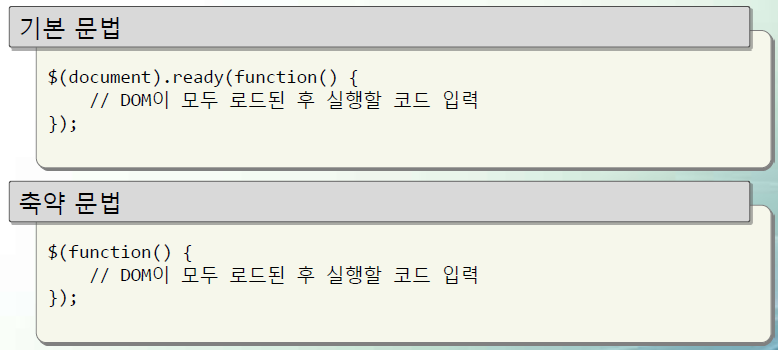 기본 문법
$(document).ready(function() {
// DOM이 모두 로드된 후 실행할 코드 입력
});
축약 문법
$(function() {
// DOM이 모두 로드된 후 실행할 코드 입력
});